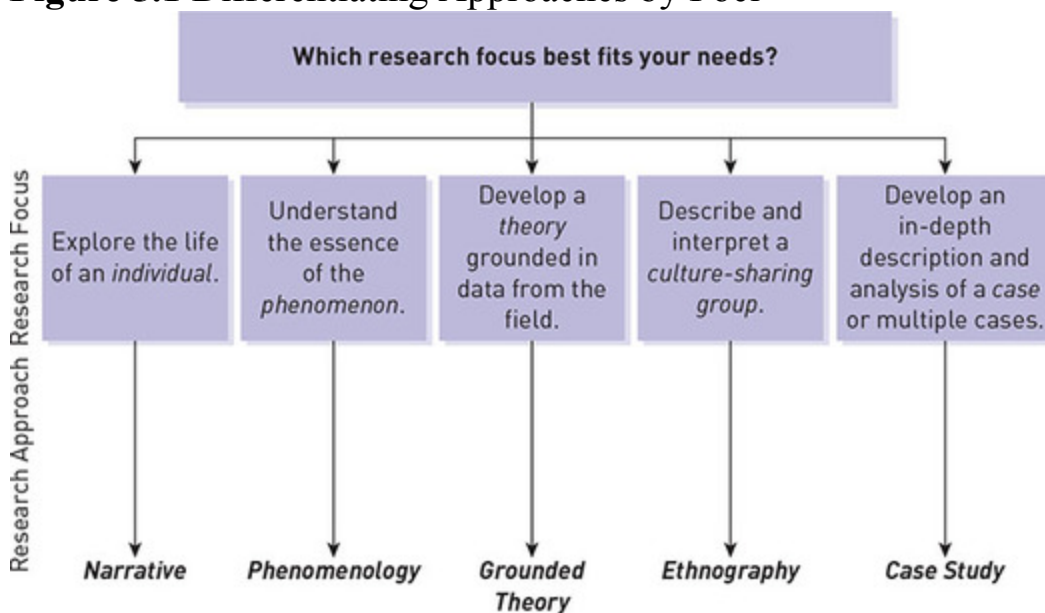 Which research focus best fits your needs?
Research Focus
Explore the life
of an individual.
Understand
the essence
of the
phenomenon.
Develop a
theory
grounded in
data from the
field.
Describe and
interpret a
culture-sharing
group.
Develop an
in-depth
description and
analysis of a case
or multiple cases.
Research Approach
Narrative
Phenomenology
Grounded
Theory
Ethnography
Case Study